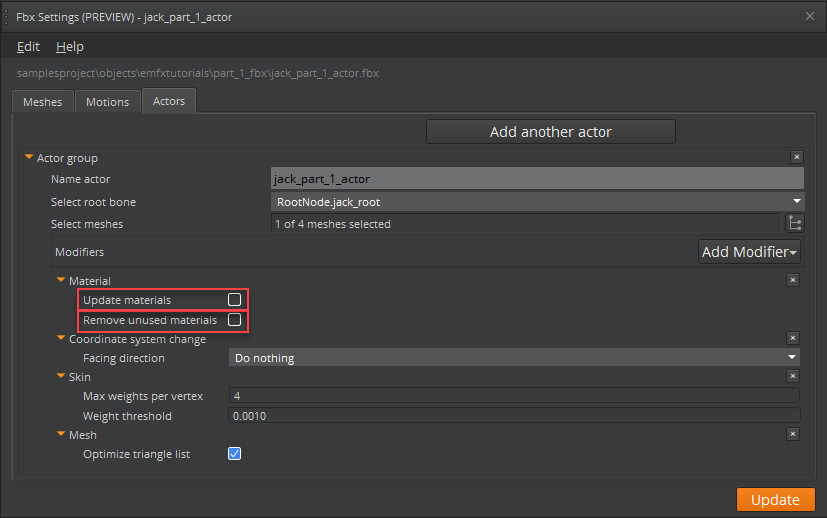 Fbx Settings (PREVIEW) - jack_part_1_actor
Edit Help
samplesproject\objects\emfxtutorials\part_1_fbx\jack_part_1_actor.fbx
Meshes Motions Actors
Add another actor
Actor group
Name actor jack_part_1_actor
Select root bone RootNode.jack_root
Select meshes 1 of 4 meshes selected
Modifiers Add Modifier
Material
Update materials
Remove unused materials
Coordinate system change
Facing direction Do nothing
Skin
Max weights per vertex 4
Weight threshold 0.0010
Mesh
Optimize triangle list
Update